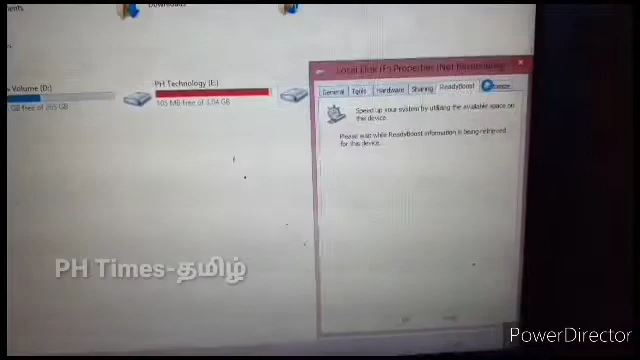 Local Disk (F:) Properties (Not Responding)
Volume (D:)
PH Technology (E:)
General Tools Hardware Sharing ReadyBoost
GB free of 265 GB
105 MB free of 3.04 GB
Speed up your system by utilizing the available space on
this device.
Please wait while ReadyBoost information is being retrieved
for this device...
PH Times-தமிழ்
PowerDirector